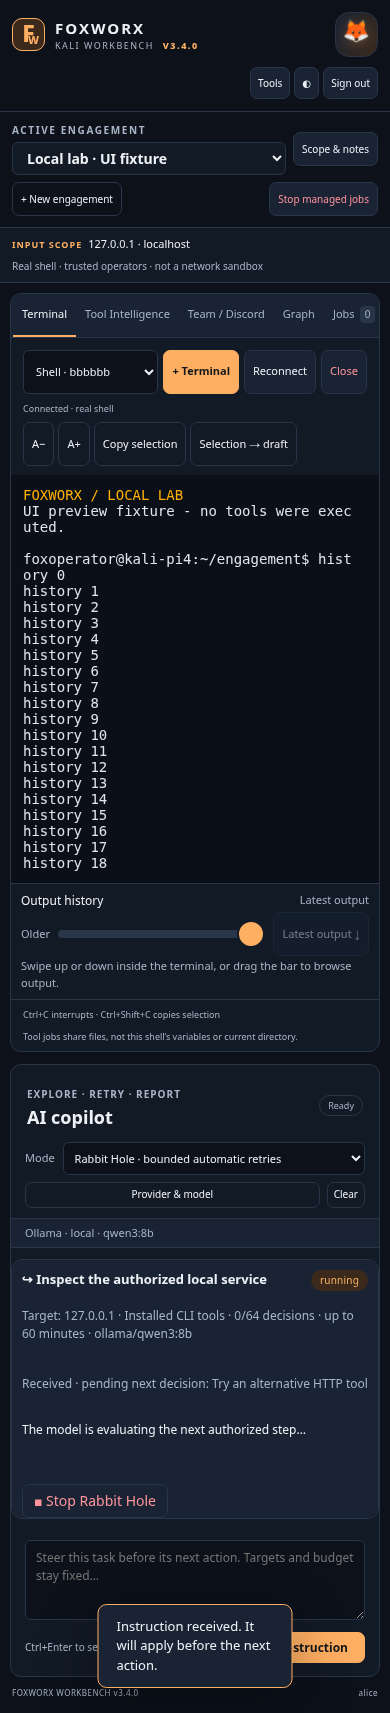 FW
FOXWORX
KALI WORKBENCH v3.4.0
Tools
Sign out
ACTIVE ENGAGEMENT
Local lab · UI fixture
Scope & notes
+ New engagement
Stop managed jobs
INPUT SCOPE 127.0.0.1 · localhost
Real shell · trusted operators · not a network sandbox
Terminal Tool Intelligence Team / Discord Graph Jobs 0
Shell · bbbbbb
+ Terminal
Reconnect
Close
Connected · real shell
A−
A+
Copy selection
Selection → draft
FOXWORX / LOCAL LAB
UI preview fixture - no tools were exec
uted.
foxoperator@kali-pi4:~/engagement$ hist
ory 0
history 1
history 2
history 3
history 4
history 5
history 6
history 7
history 8
history 9
history 10
history 11
history 12
history 13
history 14
history 15
history 16
history 17
history 18
Output history
Latest output
Older
Latest output ↓
Swipe up or down inside the terminal, or drag the bar to browse
output.
Ctrl+C interrupts · Ctrl+Shift+C copies selection
Tool jobs share files, not this shell's variables or current directory.
EXPLORE · RETRY · REPORT
AI copilot
Ready
Mode
Rabbit Hole · bounded automatic retries
Provider & model
Clear
Ollama · local · qwen3:8b
↪ Inspect the authorized local service
running
Target: 127.0.0.1 · Installed CLI tools · 0/64 decisions · up to
60 minutes · ollama/qwen3:8b
Received · pending next decision: Try an alternative HTTP tool
The model is evaluating the next authorized step…
■ Stop Rabbit Hole
Steer this task before its next action. Targets and budget
stay fixed…
Ctrl+Enter to se
struction
Instruction received. It
will apply before the next
action.
FOXWORX WORKBENCH v3.4.0
alice